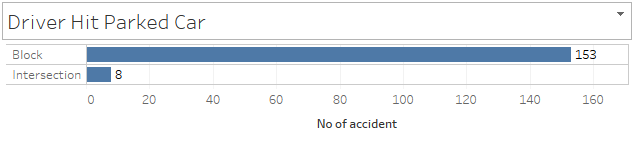 Driver Hit Parked Car
Block 153
Intersection 8
0 20 40 60 80 100 120 140 160
No of accident